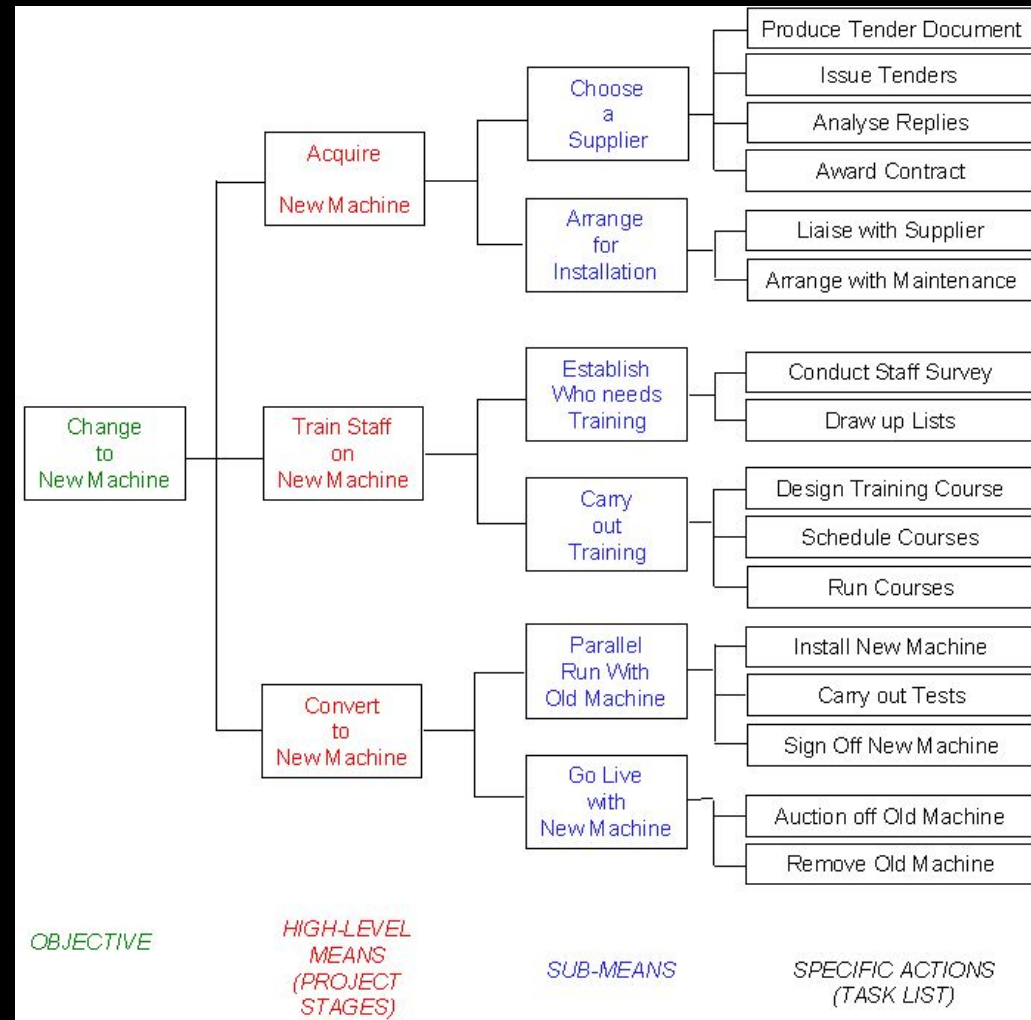 Produce Tender Document
Issue Tenders
Analyse Replies
Award Contract
Choose
a
Supplier
Acquire
New Machine
Arrange
for
Installation
Liaise with Supplier
Arrange with Maintenance
Establish
Who needs
Training
Conduct Staff Survey
Draw up Lists
Change
to
New Machine
Train Staff
on
New Machine
Carry
out
Training
Design Training Course
Schedule Courses
Run Courses
Parallel
Run With
Old Machine
Install New Machine
Carry out Tests
Sign Off New Machine
Convert
to
New Machine
Go Live
with
New Machine
Auction off Old Machine
Remove Old Machine
OBJECTIVE
HIGH-LEVEL
MEANS
(PROJECT
STAGES)
SUB-MEANS
SPECIFIC ACTIONS
(TASK LIST)